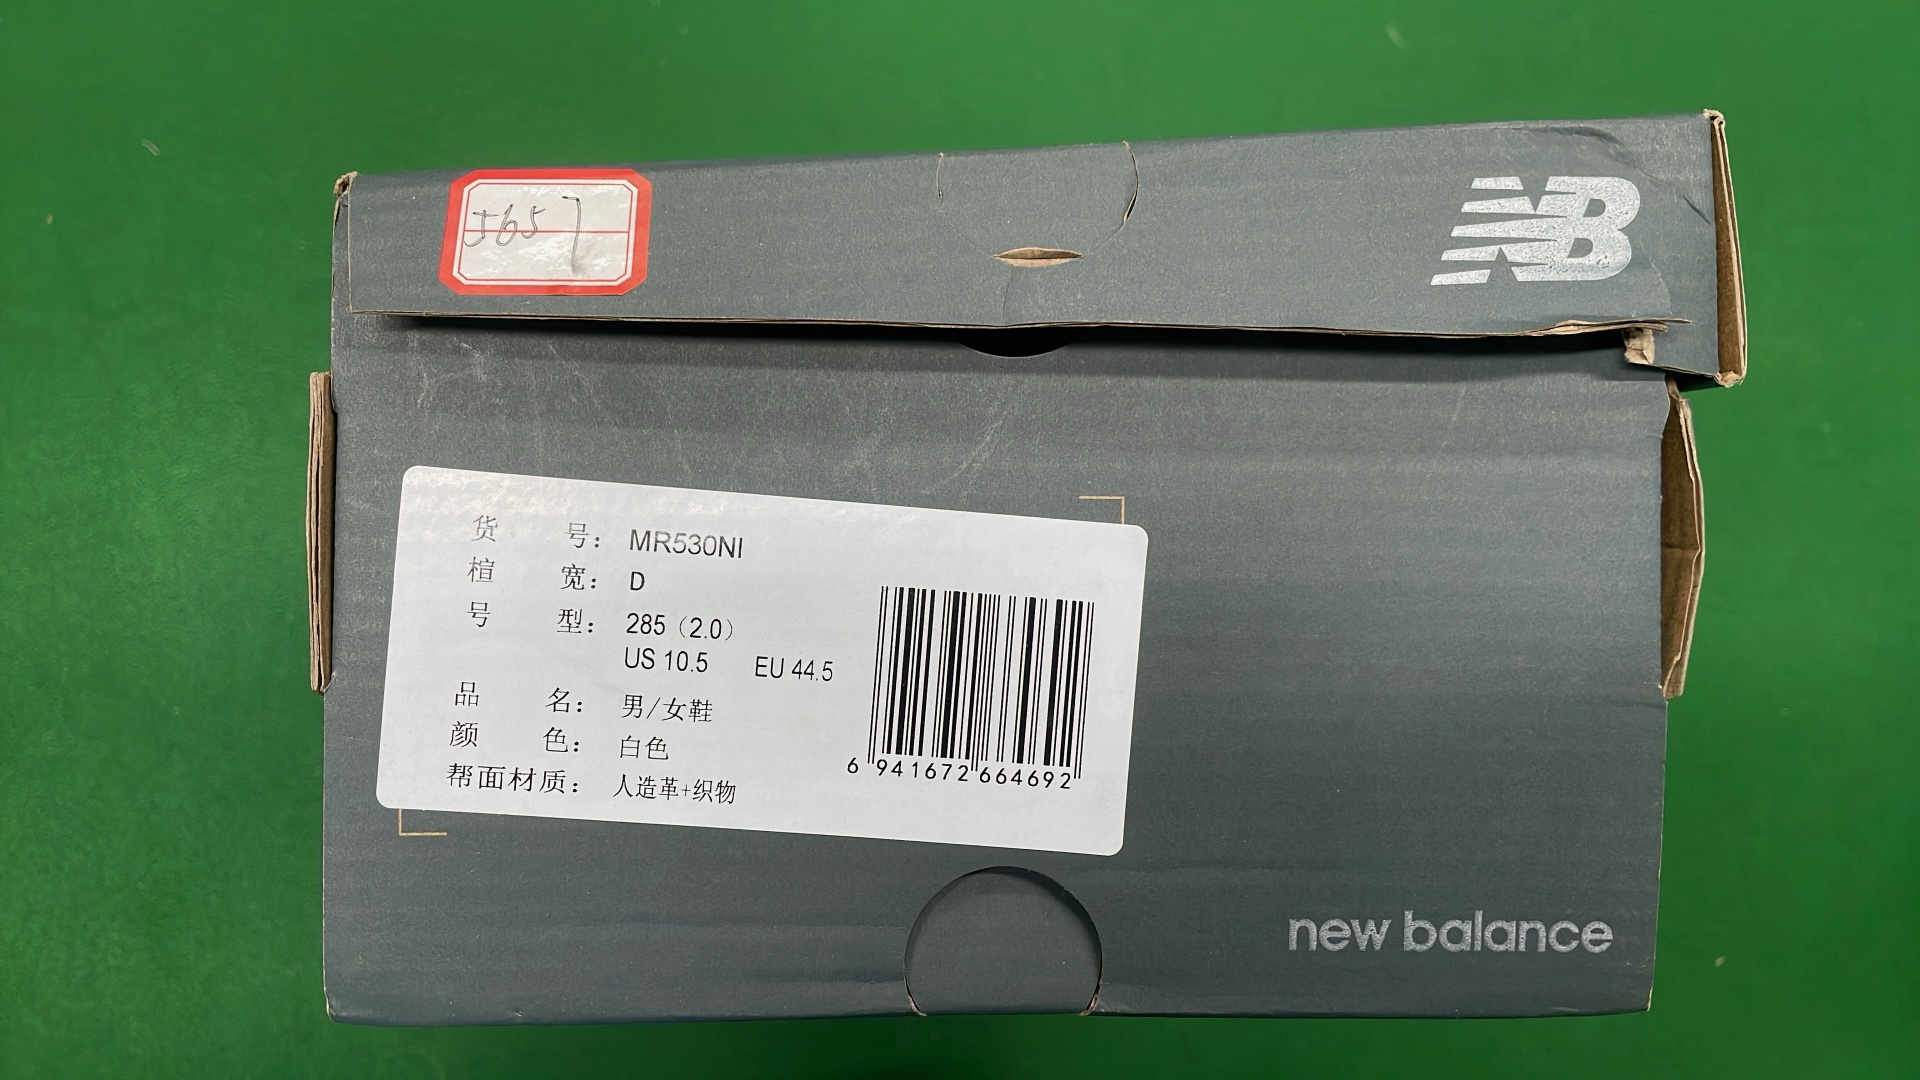 5657
NB
货 号： MR530NI
楦 宽： D
号 型： 285（2.0）
US 10.5 EU 44.5
品 名： 男/女鞋
颜 色： 白色
帮面材质： 人造革+织物
6 941672 664692
new balance